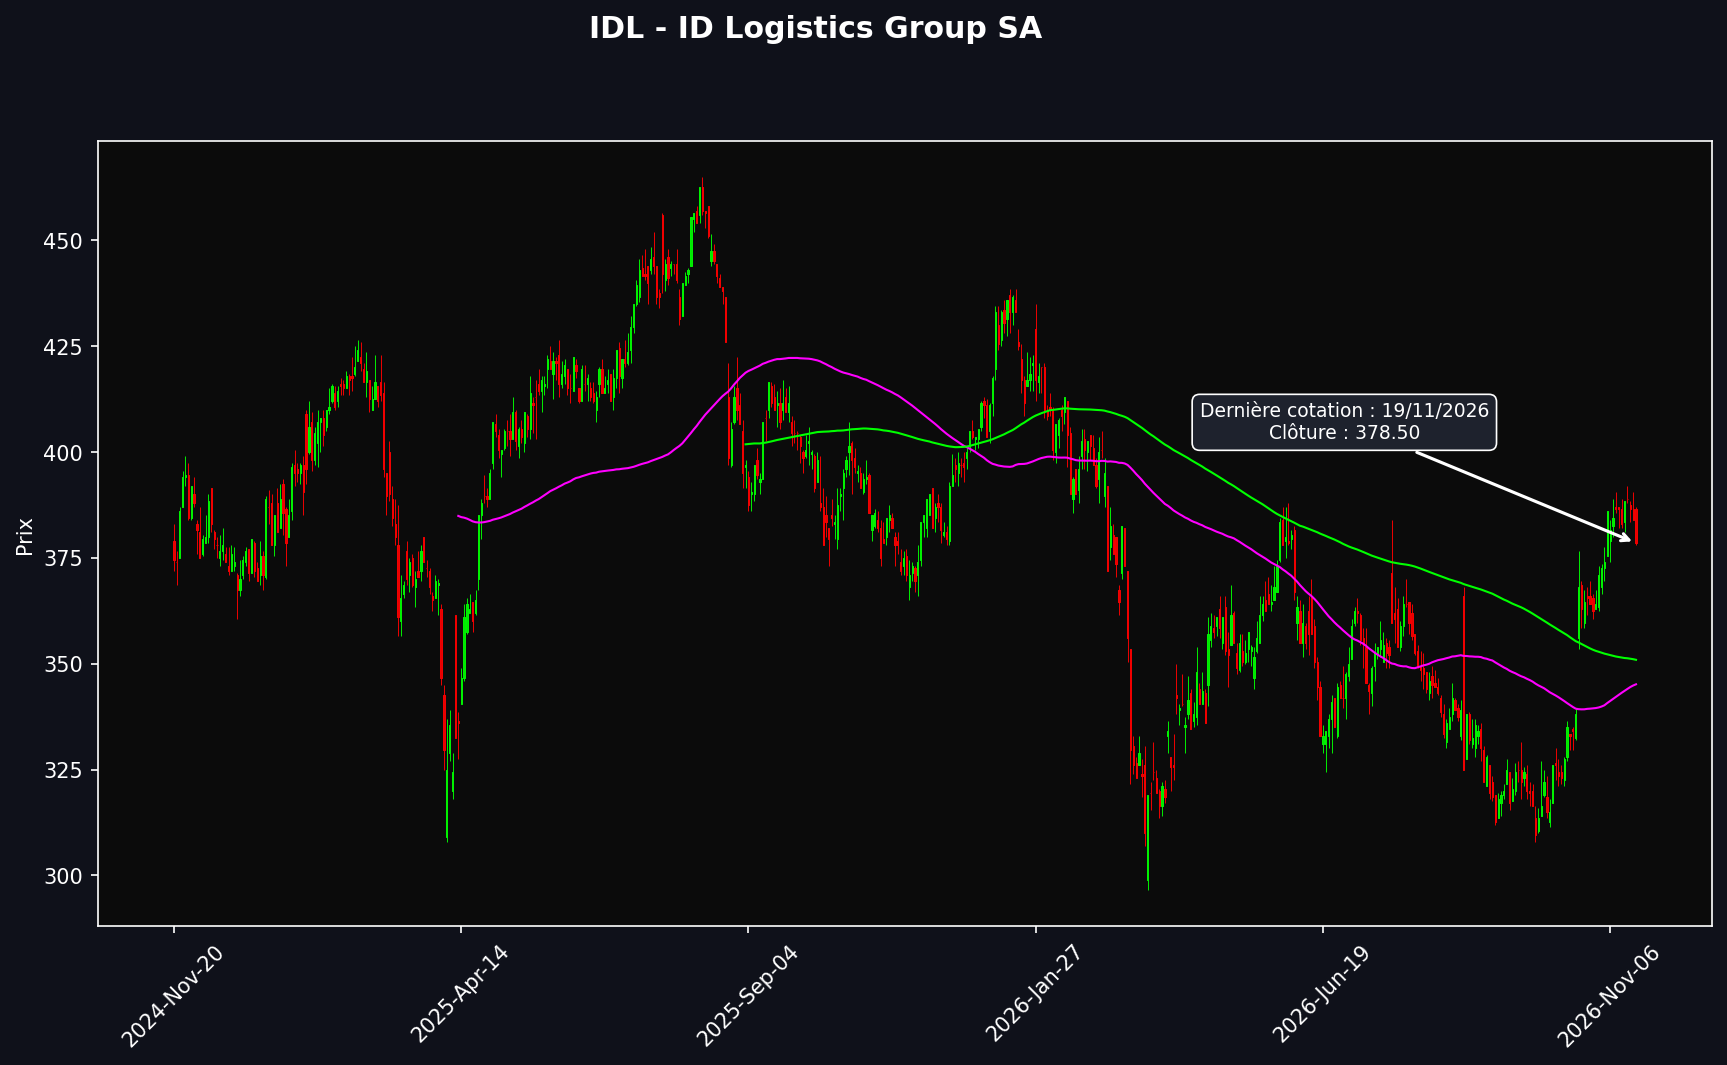 IDL - ID Logistics Group SA
Prix
450
425
400
375
350
325
300
Dernière cotation : 19/11/2026
Clôture : 378.50
2024-Nov-20
2025-Apr-14
2025-Sep-04
2026-Jan-27
2026-Jun-19
2026-Nov-06